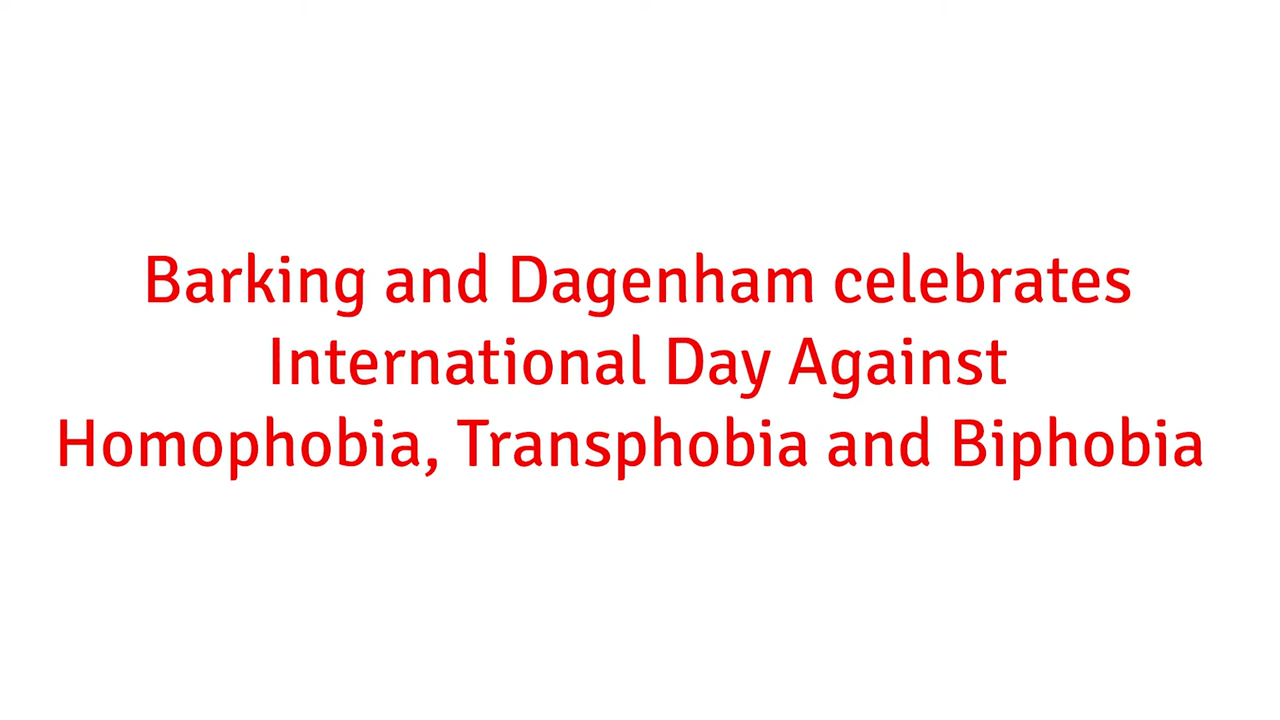 Barking and Dagenham celebrates
International Day Against
Homophobia, Transphobia and Biphobia